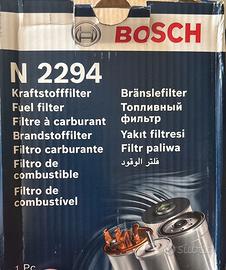 BOSCH
N 2294
Kraftstofffilter
Fuel filter
Filtre à carburant
Brandstoffilter
Filtro carburante
Filtro de
combustible
Filtro de
combustível
Bränslefilter
Топливный
фильтр
Yakıt filtresi
Filtr paliwa
فلتر الوقود
1 Pc